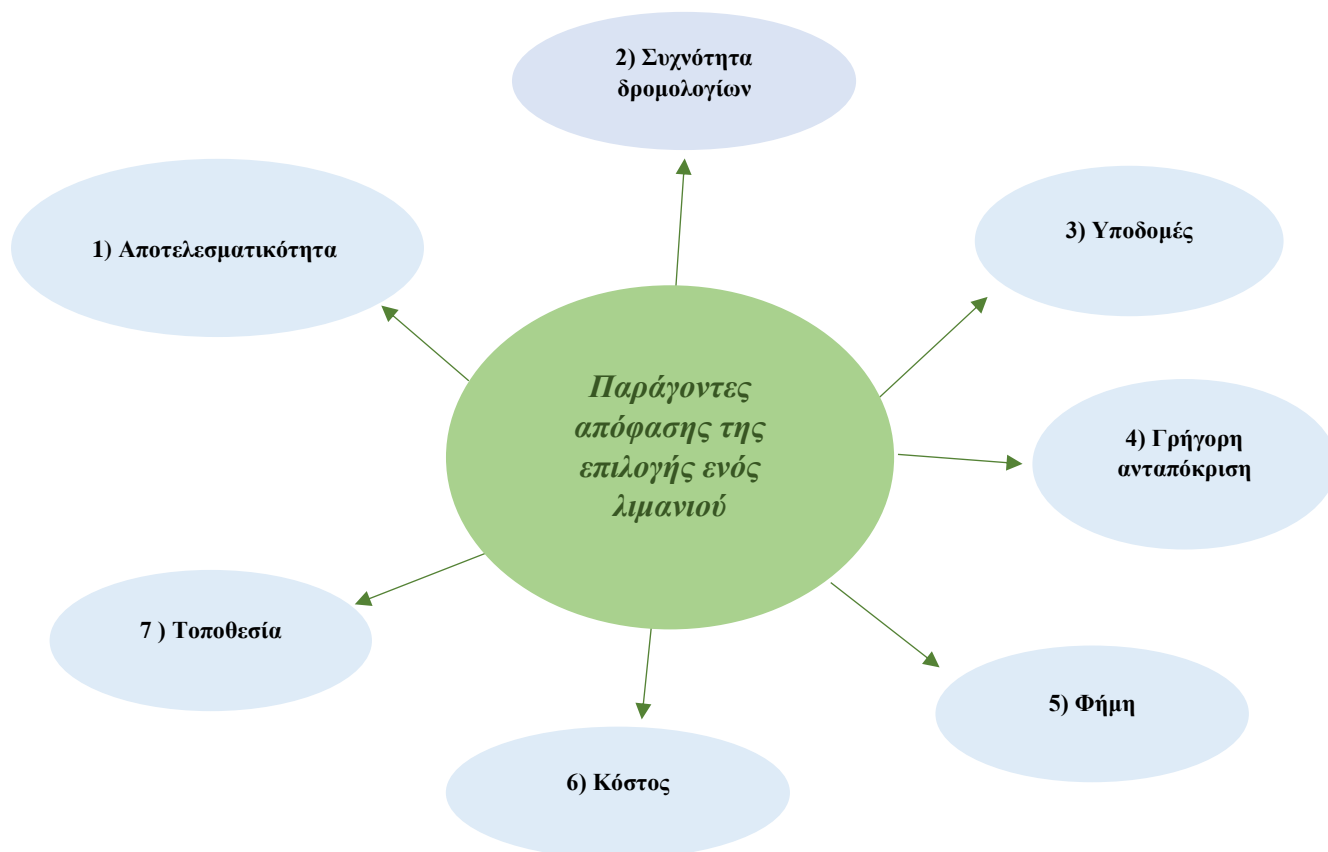 2) Συχνότητα
δρομολογίων
1) Αποτελεσματικότητα
3) Υποδομές
Παράγοντες
απόφασης της
επιλογής ενός
λιμανιού
4) Γρήγορη
ανταπόκριση
7 ) Τοποθεσία
5) Φήμη
6) Κόστος